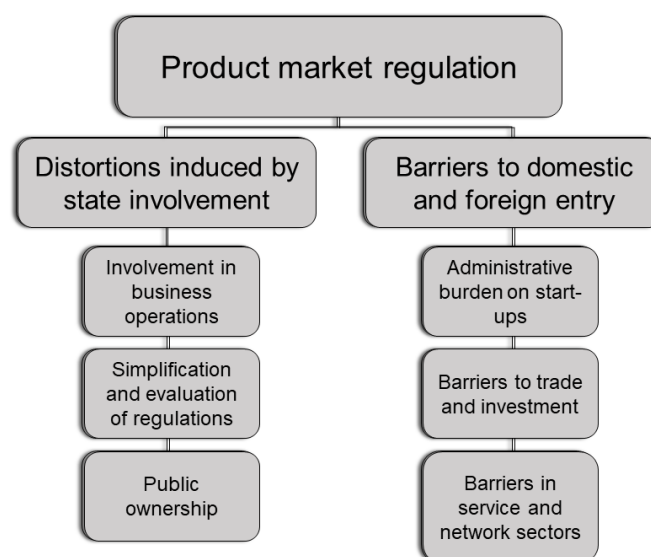 Product market regulation
Distortions induced by
state involvement
Involvement in
business
operations
Simplification
and evaluation
of regulations
Public
ownership
Barriers to domestic
and foreign entry
Administrative
burden on start-
ups
Barriers to trade
and investment
Barriers in
service and
network sectors